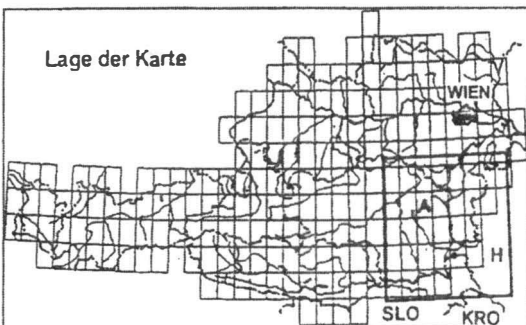 Lage der Karte
WIEN
A
H
SLO
KRO